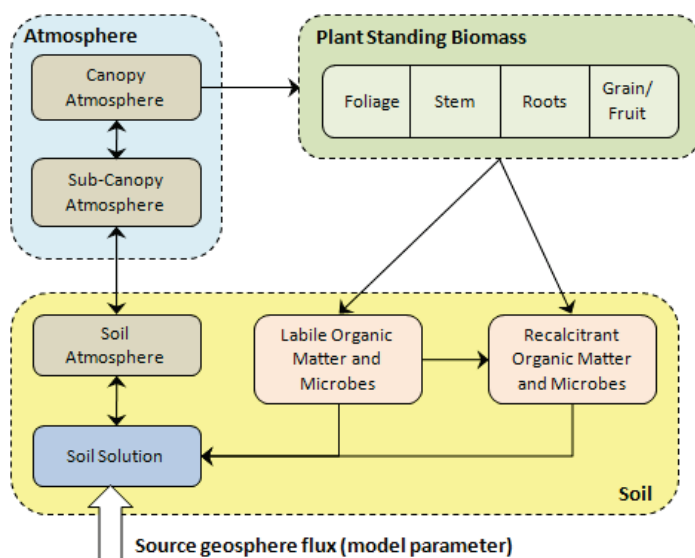 Atmosphere
Canopy
Atmosphere
Sub-Canopy
Atmosphere
Plant Standing Biomass
Foliage
Stem
Roots
Grain/
Fruit
Soil
Atmosphere
Labile Organic
Matter and
Microbes
Recalcitrant
Organic Matter
and Microbes
Soil Solution
Soil
Source geosphere flux (model parameter)